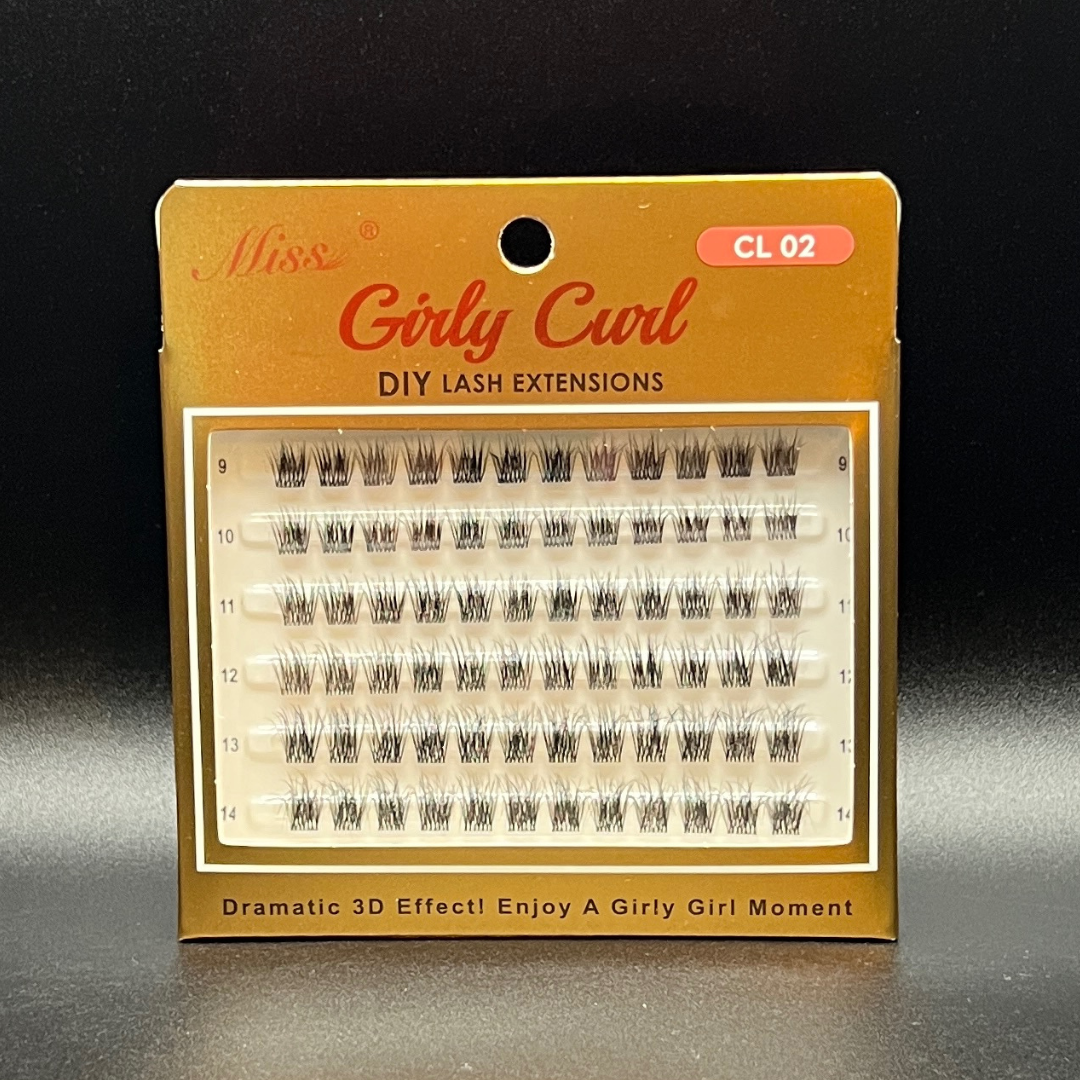 Miss®
CL 02
Girly Curl
DIY LASH EXTENSIONS
9 9
10 10
11 11
12 12
13 13
14 14
Dramatic 3D Effect! Enjoy A Girly Girl Moment